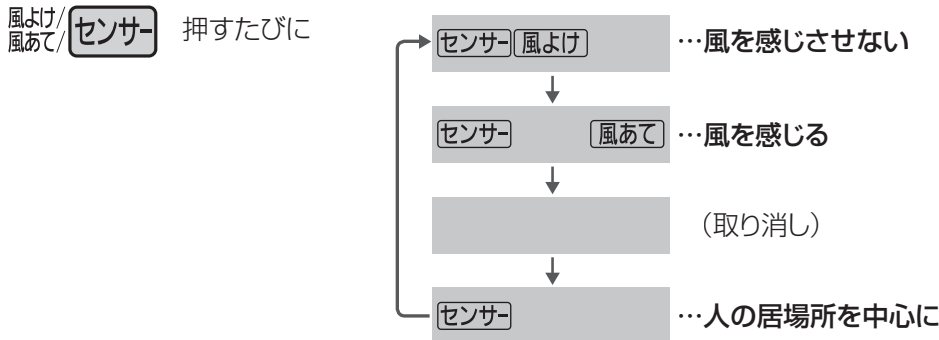 風よけ/
風あて/ センサー 押すたびに
センサー 風よけ …風を感じさせない
センサー 風あて …風を感じる
（取り消し）
センサー …人の居場所を中心に